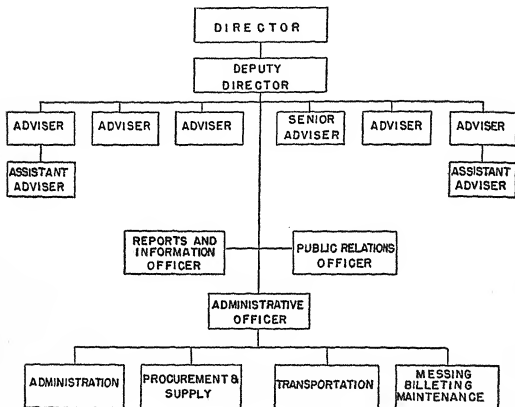 DIRECTOR
DEPUTY
DIRECTOR
ADVISER
ADVISER
ADVISER
SENIOR
ADVISER
ADVISER
ADVISER
ASSISTANT
ADVISER
ASSISTANT
ADVISER
REPORTS AND
INFORMATION
OFFICER
PUBLIC RELATIONS
OFFICER
ADMINISTRATIVE
OFFICER
ADMINISTRATION
PROCUREMENT &
SUPPLY
TRANSPORTATION
MESSING
BILLETING
MAINTENANCE